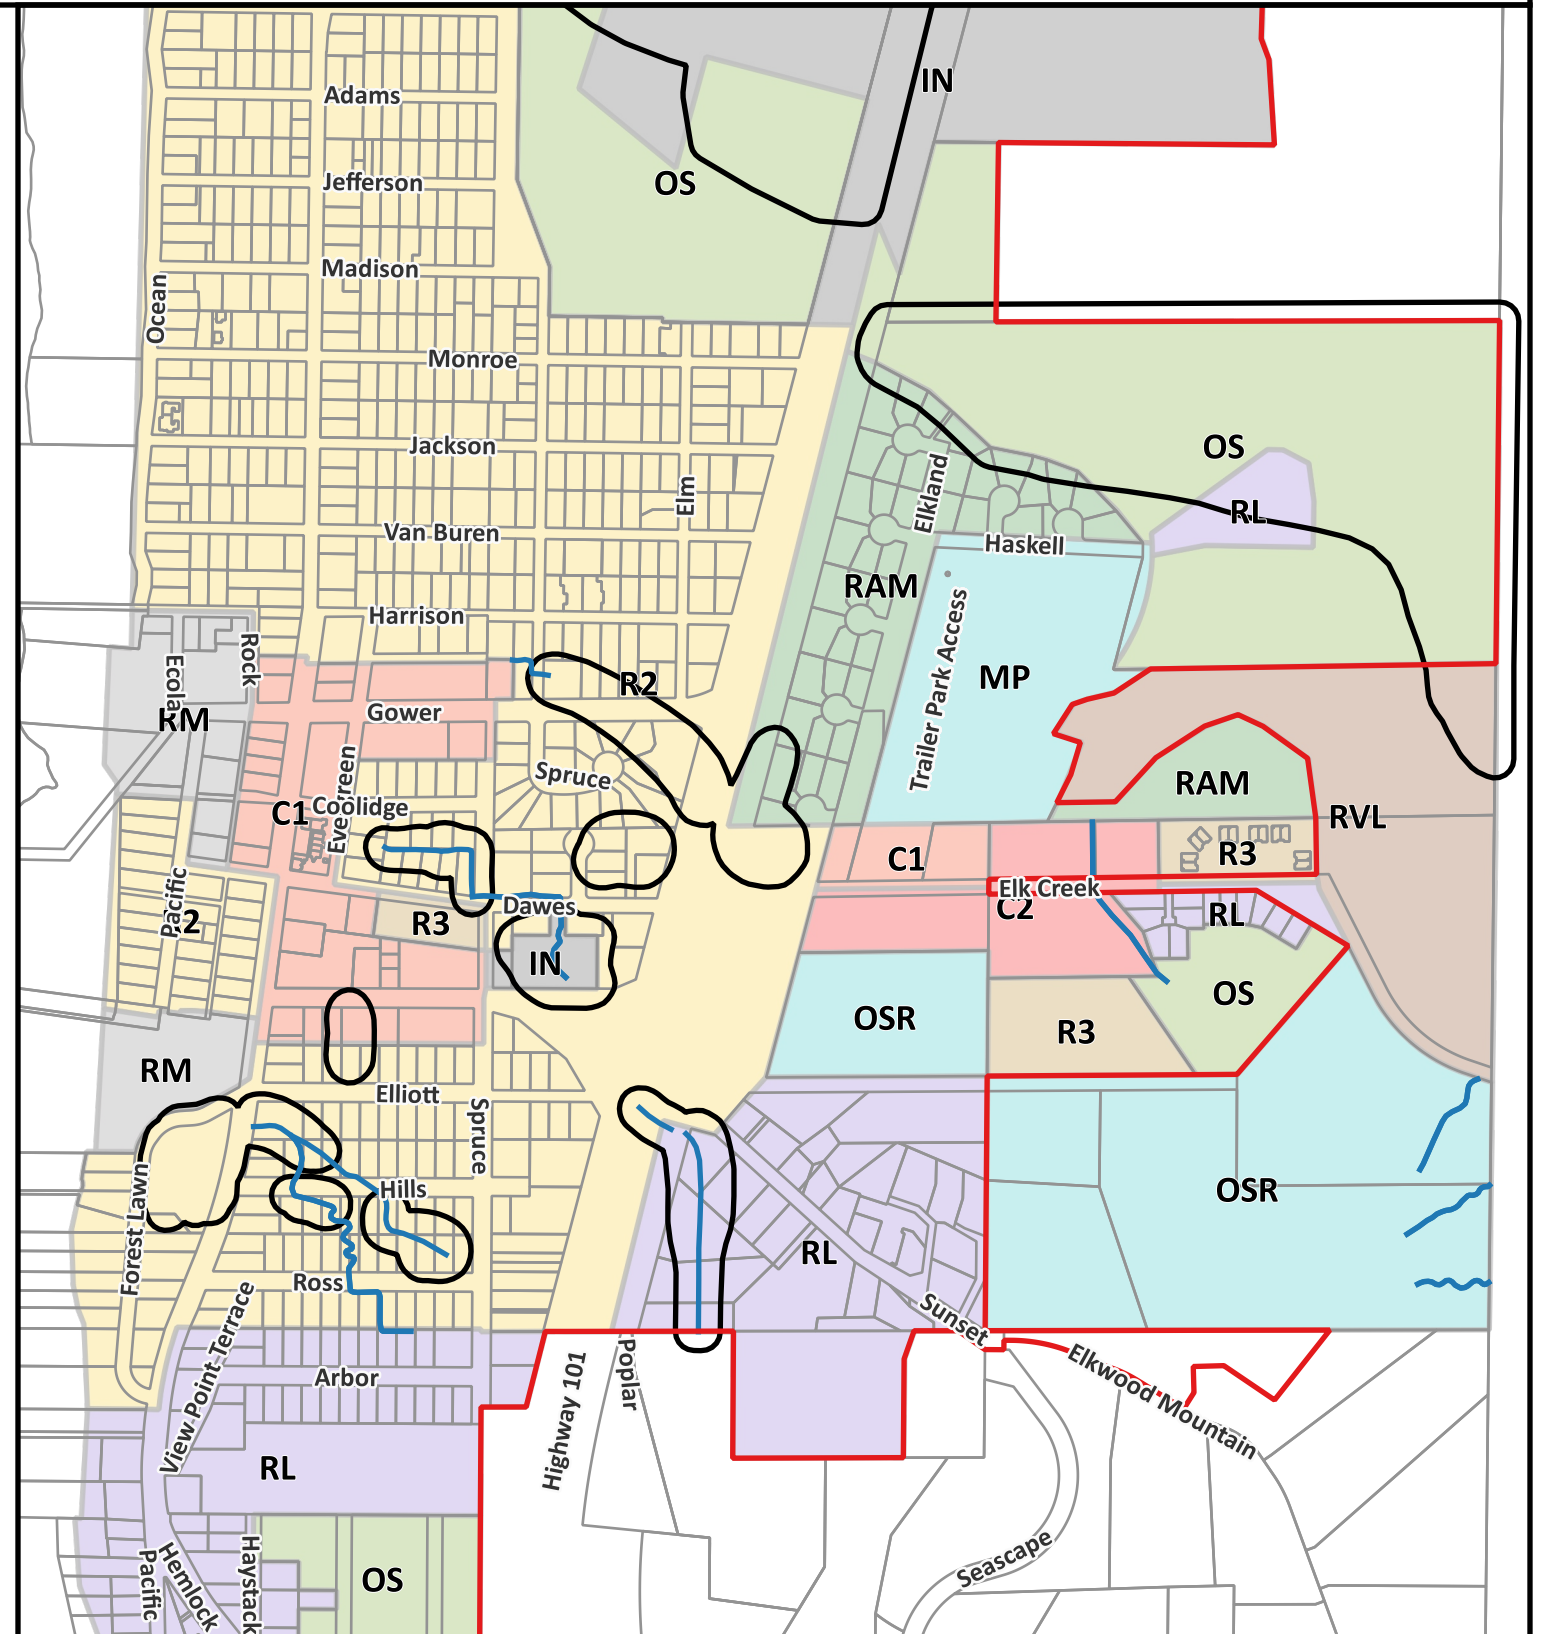 IN
Adams
Jefferson
OS
Madison
Ocean
Monroe
OS
Jackson
Elm
Elkland
RL
Van Buren
Haskell
RAM
Harrison
Trailer Park Access
Rock
Ecola
R2
MP
RM
Gower
Spruce
RAM
Evergreen
Coolidge
C1
RVL
C1
R3
Elk Creek
Pacific
Dawes
C2
RL
R3
IN
OS
OSR
R3
RM
Elliott
Spruce
Hills
OSR
Forest Lawn
RL
Ross
Sunset
View Point Terrace
Arbor
Highway 101
Poplar
Elkwood Mountain
RL
Seascape
Haystack
Pacific
Hemlock
OS